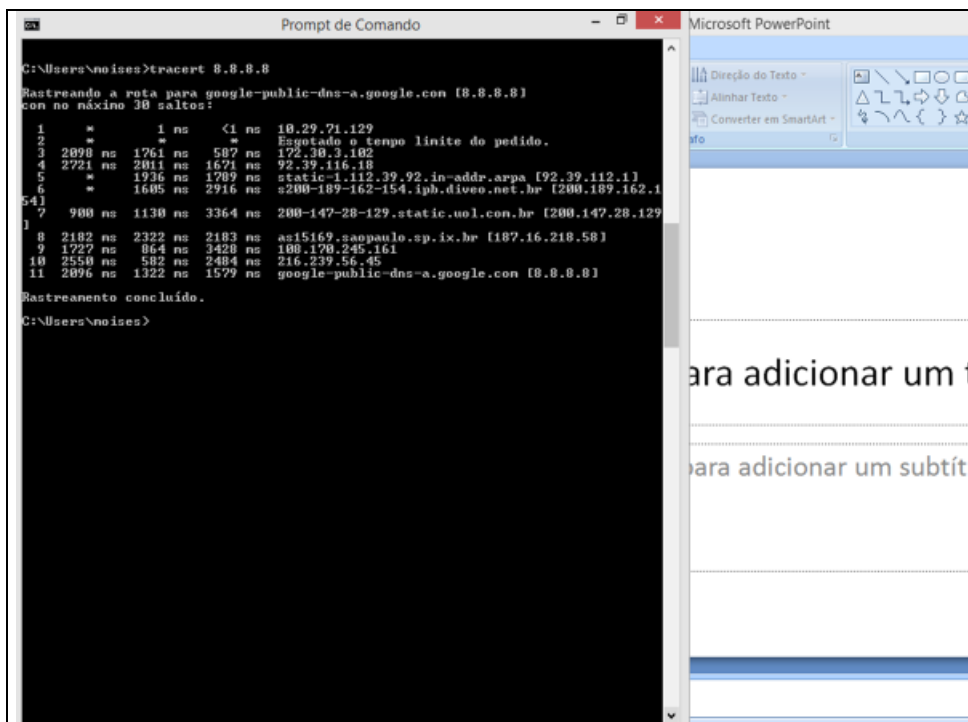 Prompt de Comando
C:\Users\noises>tracert 8.8.8.8
Rastreando a rota para google-public-dns-a.google.com [8.8.8.8]
com no máximo 30 saltos:
1 * 1 ms <1 ms 10.29.71.129
2 * * * Esgotado o tempo limite do pedido.
3 2098 ms 1761 ms 587 ms 172.30.3.102
4 2721 ms 2011 ms 1671 ms 92.39.116.18
5 * 1936 ms 1789 ms static-1.112.39.92.in-addr.arpa [92.39.112.1]
6 * 1605 ms 2916 ms s200-189-162-154.ipb.diveo.net.br [200.189.162.1
54]
7 900 ms 1130 ms 3364 ms 200-147-28-129.static.uol.com.br [200.147.28.129
]
8 2182 ms 2322 ms 2183 ms as15169.saopaulo.sp.ix.br [187.16.218.58]
9 1727 ms 864 ms 3428 ms 108.170.245.161
10 2550 ms 582 ms 2484 ms 216.239.56.45
11 2096 ms 1322 ms 1579 ms google-public-dns-a.google.com [8.8.8.8]
Rastreamento concluído.
C:\Users\noises>
Microsoft PowerPoint
Direção do Texto
Alinhar Texto
Converter em SmartArt
afo
ara adicionar um t
para adicionar um subtít